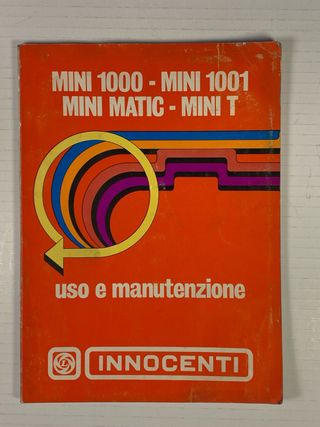 MINI 1000 - MINI 1001
MINI MATIC - MINI T
uso e manutenzione
L
INNOCENTI